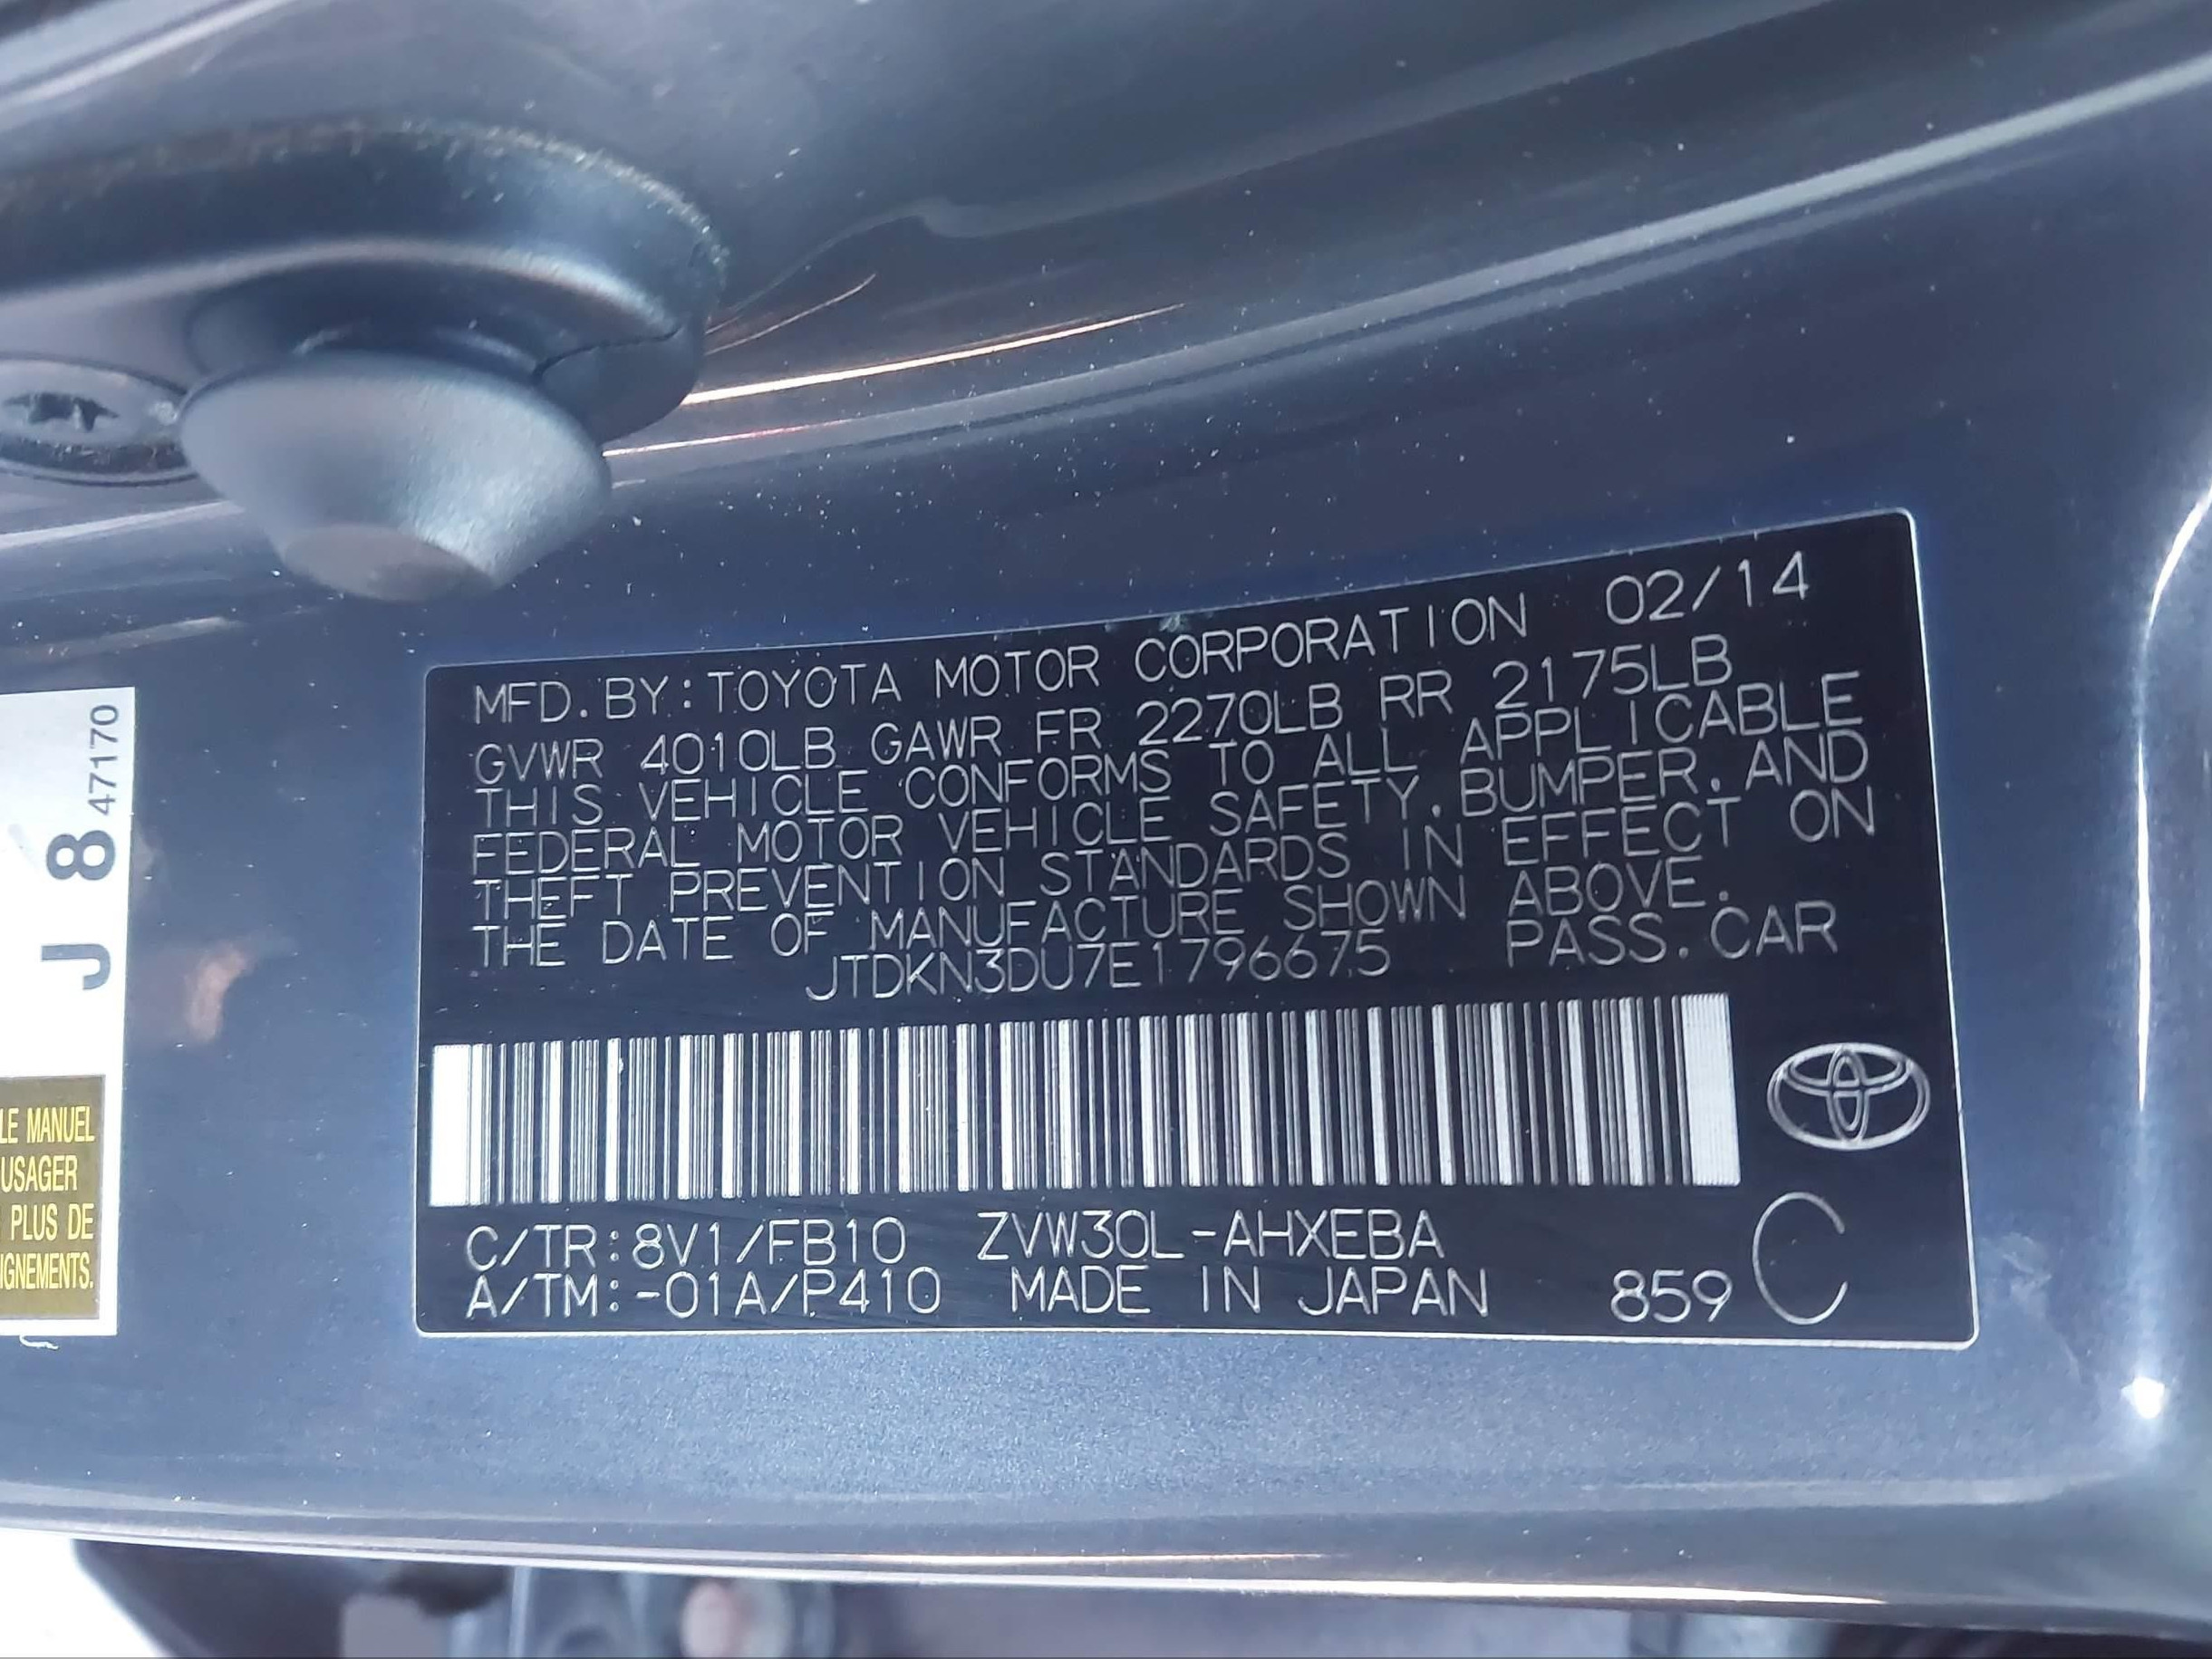 MFD. BY: TOYOTA MOTOR CORPORATION 02/14
GVWR 4010LB GAWR FR 2270LB RR 2175LB
THIS VEHICLE CONFORMS TO ALL APPLICABLE
FEDERAL MOTOR VEHICLE SAFETY, BUMPER, AND
THEFT PREVENTION STANDARDS IN EFFECT ON
THE DATE OF MANUFACTURE SHOWN ABOVE.
JTDKN3DU7E1796675 PASS. CAR
C/TR: 8V1/FB10 ZVW30L-AHXEBA
A/TM: -01A/P410 MADE IN JAPAN 859 C
J 8 47170
LE MANUEL
USAGER
PLUS DE
IGNEMENTS.